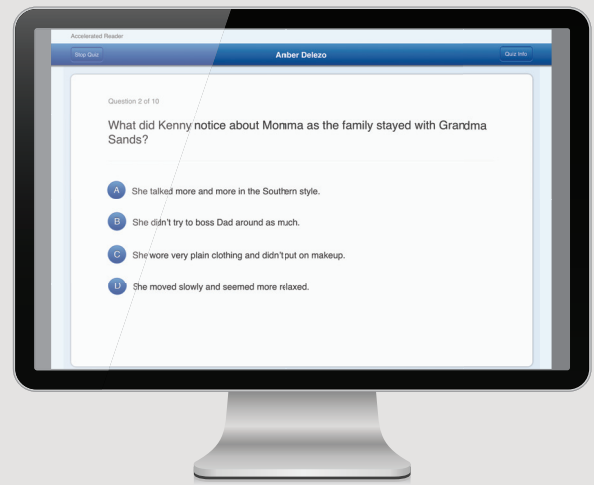 Accelerated Reader
Stop Quiz
Amber Delezo
Quiz Info
Question 2 of 10
What did Kenny notice about Momma as the family stayed with Grandma
Sands?
A She talked more and more in the Southern style.
B She didn't try to boss Dad around as much.
C She wore very plain clothing and didn't put on makeup.
D She moved slowly and seemed more relaxed.